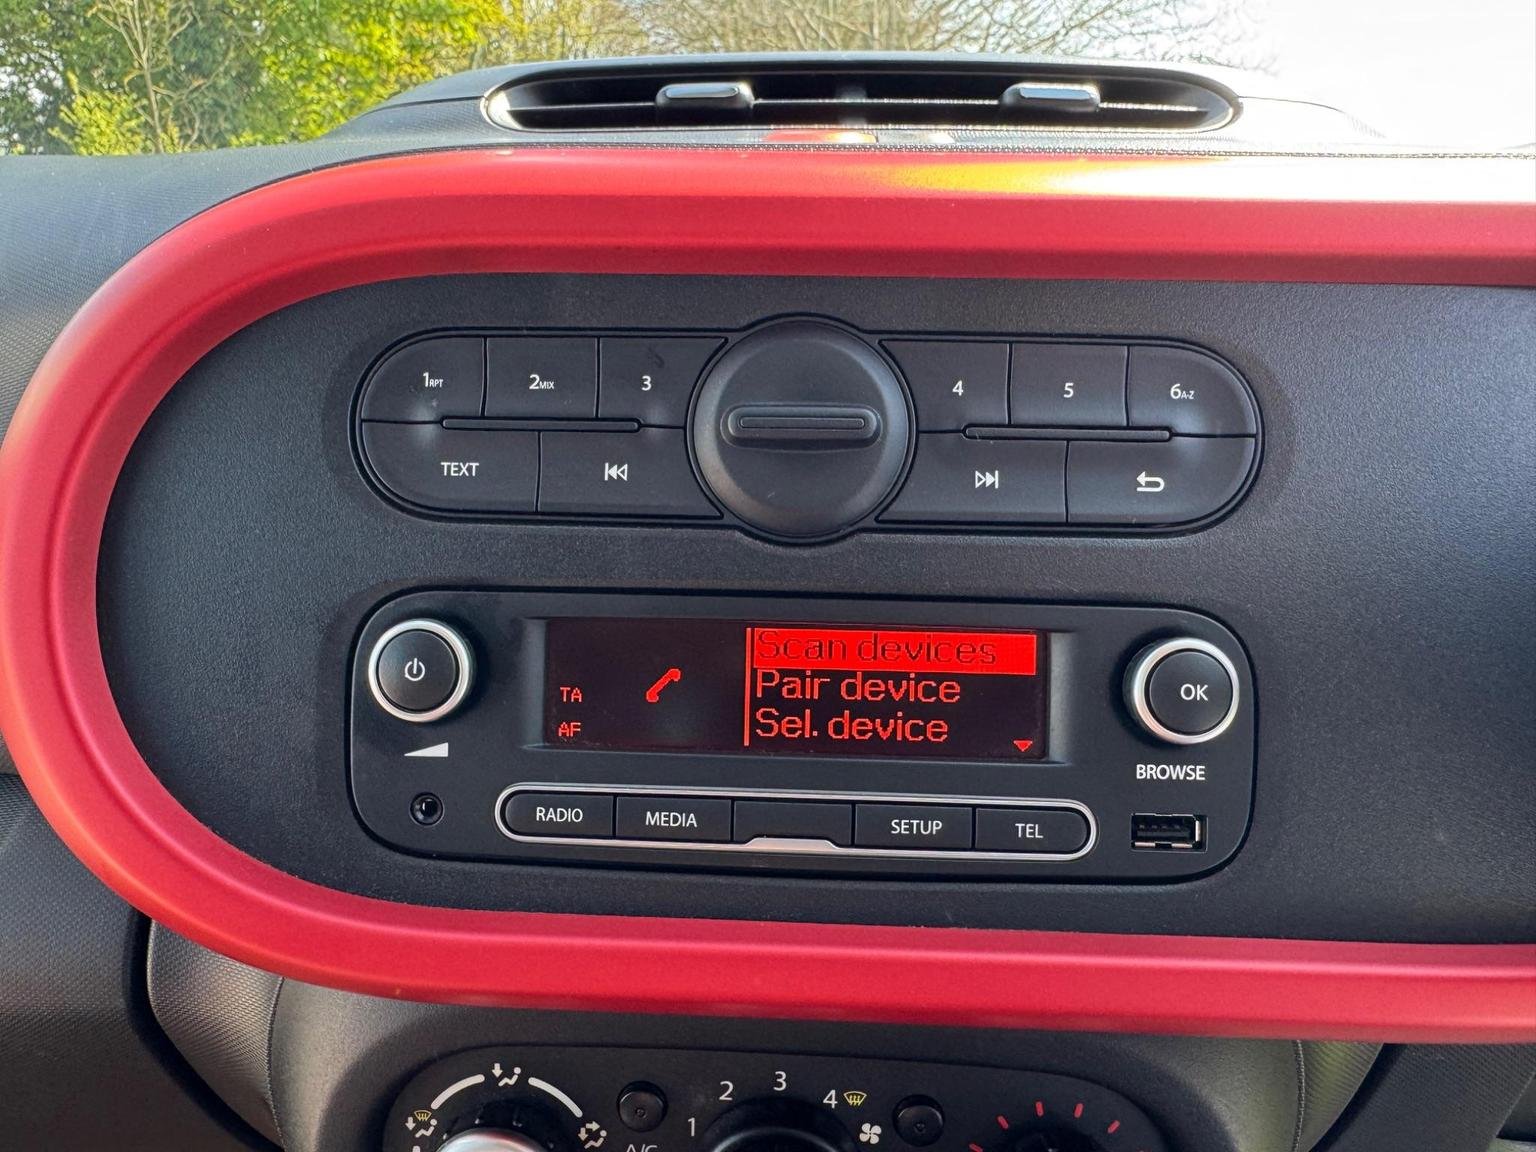 1RPT
2MIX
3
4
5
6A-Z
TEXT
Scan devices
Pair device
Sel. device
TA
AF
OK
BROWSE
RADIO
MEDIA
SETUP
TEL
1
2
3
4
A/C